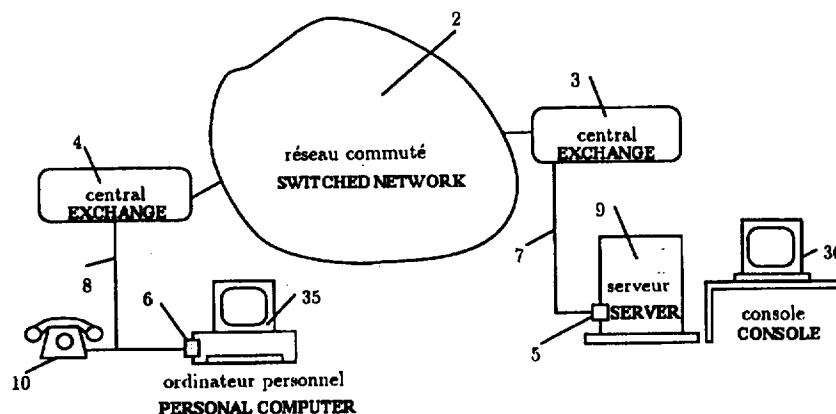 2
3
central
EXCHANGE
4
réseau commuté
SWITCHED NETWORK
central
EXCHANGE
9
7
8
6
35
serveur
SERVER
console
CONSOLE
5
10
ordinateur personnel
PERSONAL COMPUTER